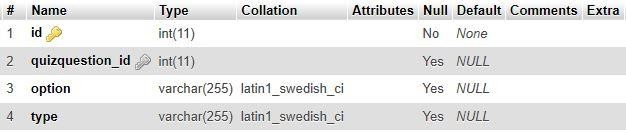 # Name Type Collation Attributes Null Default Comments Extra
1 id int(11) No None
2 quizquestion_id int(11) Yes NULL
3 option varchar(255) latin1_swedish_ci Yes NULL
4 type varchar(255) latin1_swedish_ci Yes NULL